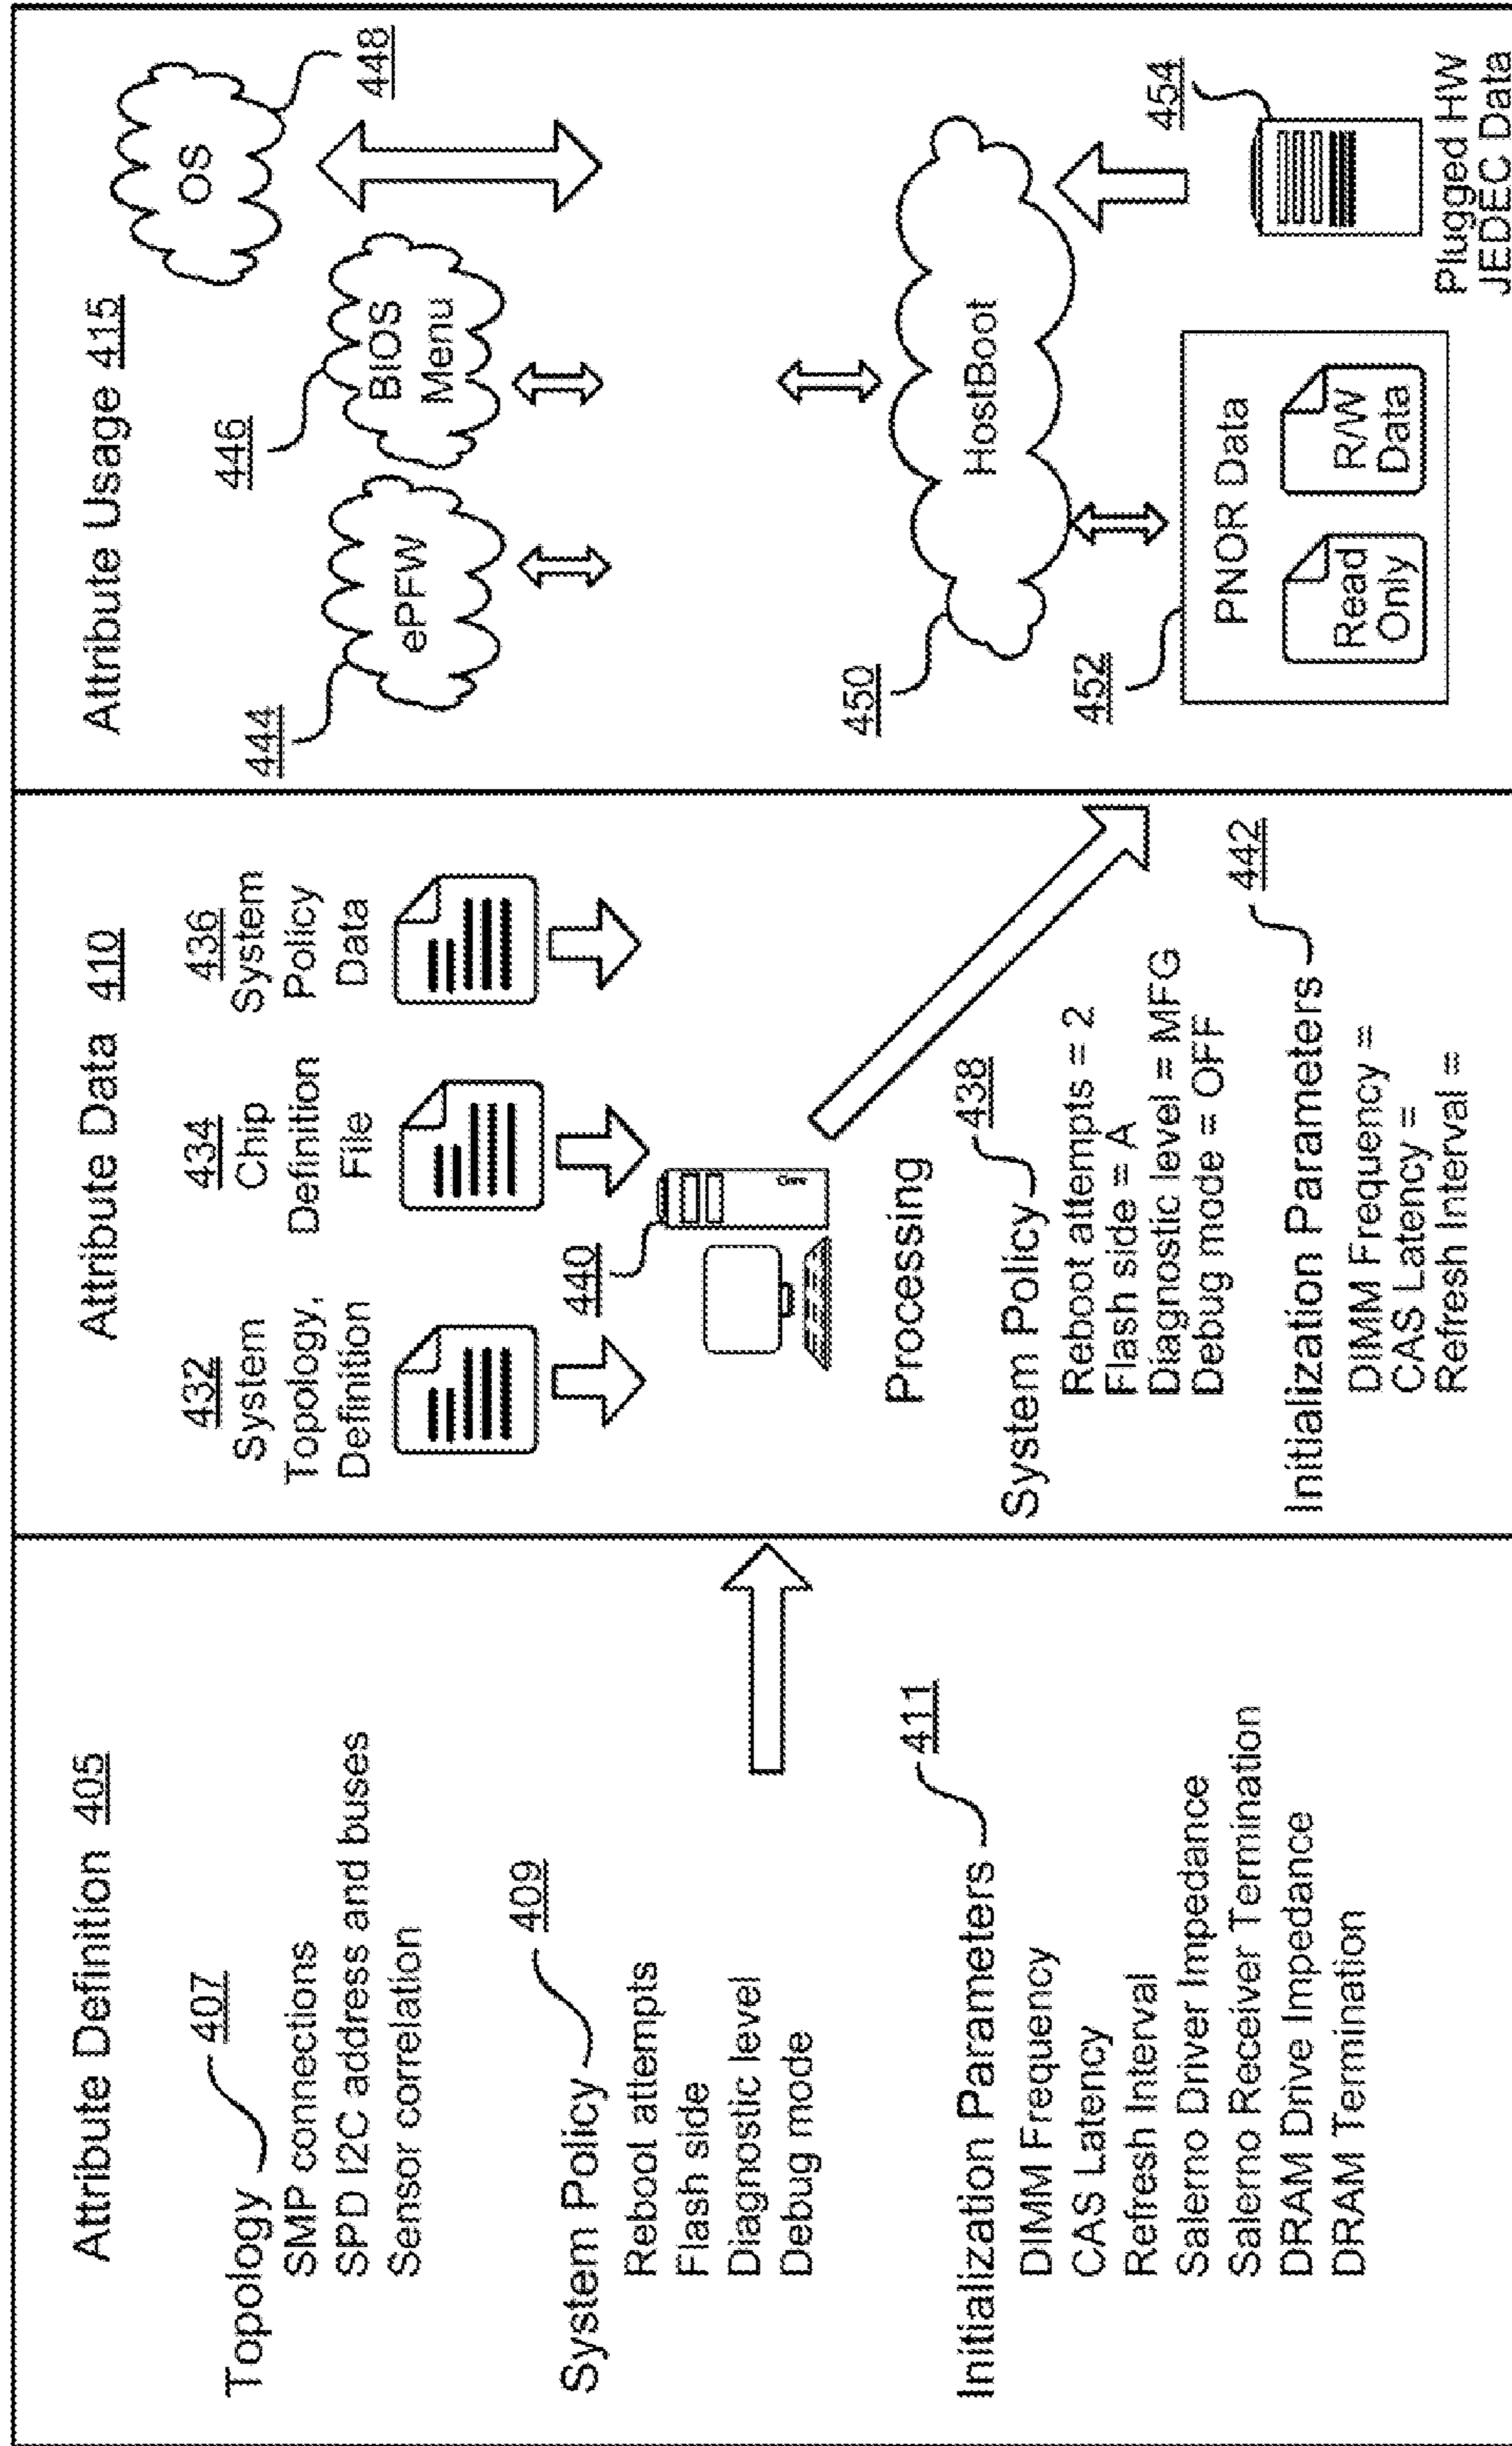 Attribute Definition 405
Topology 407
SMP connections
SPD I2C address and buses
Sensor correlation
System Policy 409
Reboot attempts
Flash side
Diagnostic level
Debug mode
Initialization Parameters 411
DIMM Frequency
CAS Latency
Refresh Interval
Salerno Driver Impedance
Salerno Receiver Termination
DRAM Drive Impedance
DRAM Termination
Attribute Data 410
432
System
Topology,
Definition
434
Chip
Definition
File
436
System
Policy
Data
440
Processing
System Policy 438
Reboot attempts = 2
Flash side = A
Diagnostic level = MFG
Debug mode = OFF
Initialization Parameters 442
DIMM Frequency =
CAS Latency =
Refresh Interval =
Attribute Usage 415
444
ePFW
446
BIOS
Menu
OS
448
450
HostBoot
452
PNOR Data
Read
Only
R/W
Data
454
Plugged HW
JEDEC Data